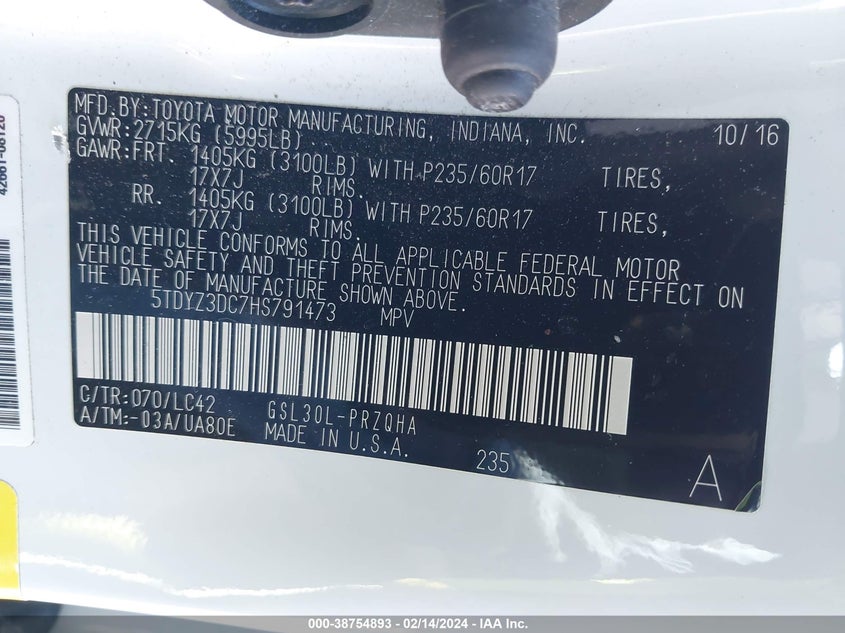 MFD. BY: TOYOTA MOTOR MANUFACTURING, INDIANA, INC. 10/16
GVWR: 2715KG (5995LB)
GAWR: FRT. 1405KG (3100LB) WITH P235/60R17 TIRES,
17X7J RIMS.
RR. 1405KG (3100LB) WITH P235/60R17 TIRES,
17X7J RIMS.
THIS VEHICLE CONFORMS TO ALL APPLICABLE FEDERAL MOTOR
VEHICLE SAFETY AND THEFT PREVENTION STANDARDS IN EFFECT ON
THE DATE OF MANUFACTURE SHOWN ABOVE.
5TDYZ3DC7HS791473 MPV
C/TR: 070/LC42 GSL30L-PRZQHA
A/TM: -03A/UA80E MADE IN U.S.A. 235
A
000-38754893 - 02/14/2024 - IAA Inc.